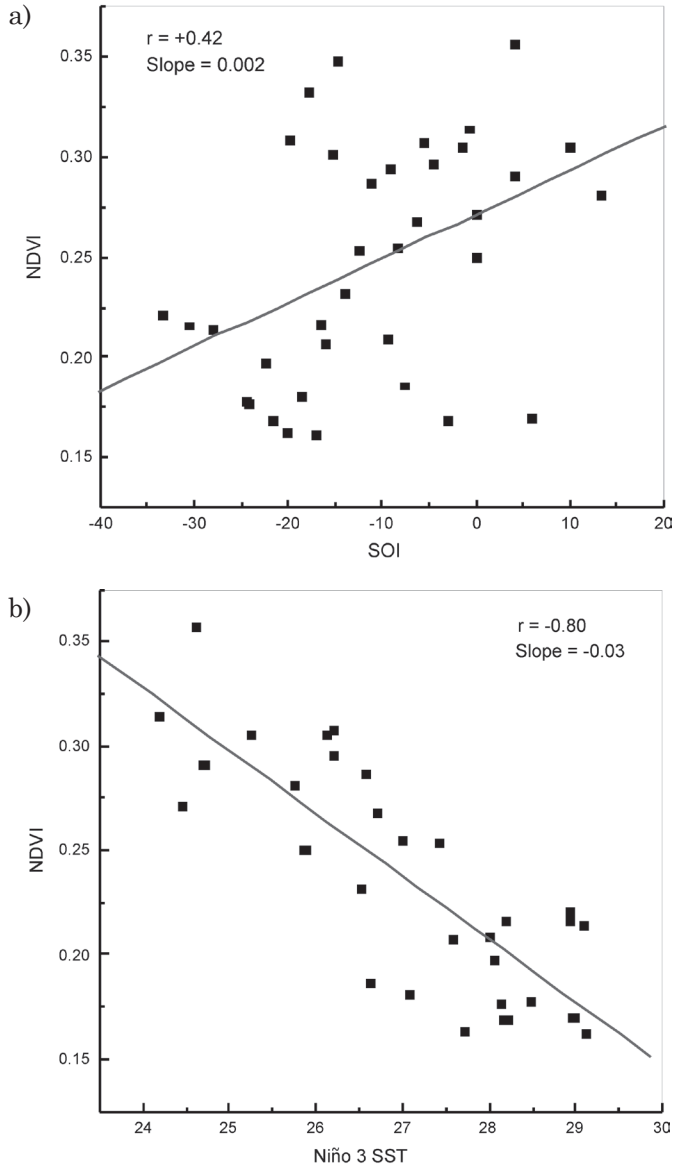 a)
r = +0.42
Slope = 0.002
0.35
0.30
0.25
0.20
0.15
NDVI
-40 -30 -20 -10 0 10 20
SOI
b)
r = -0.80
Slope = -0.03
0.35
0.30
0.25
0.20
0.15
NDVI
24 25 26 27 28 29 30
Niño 3 SST